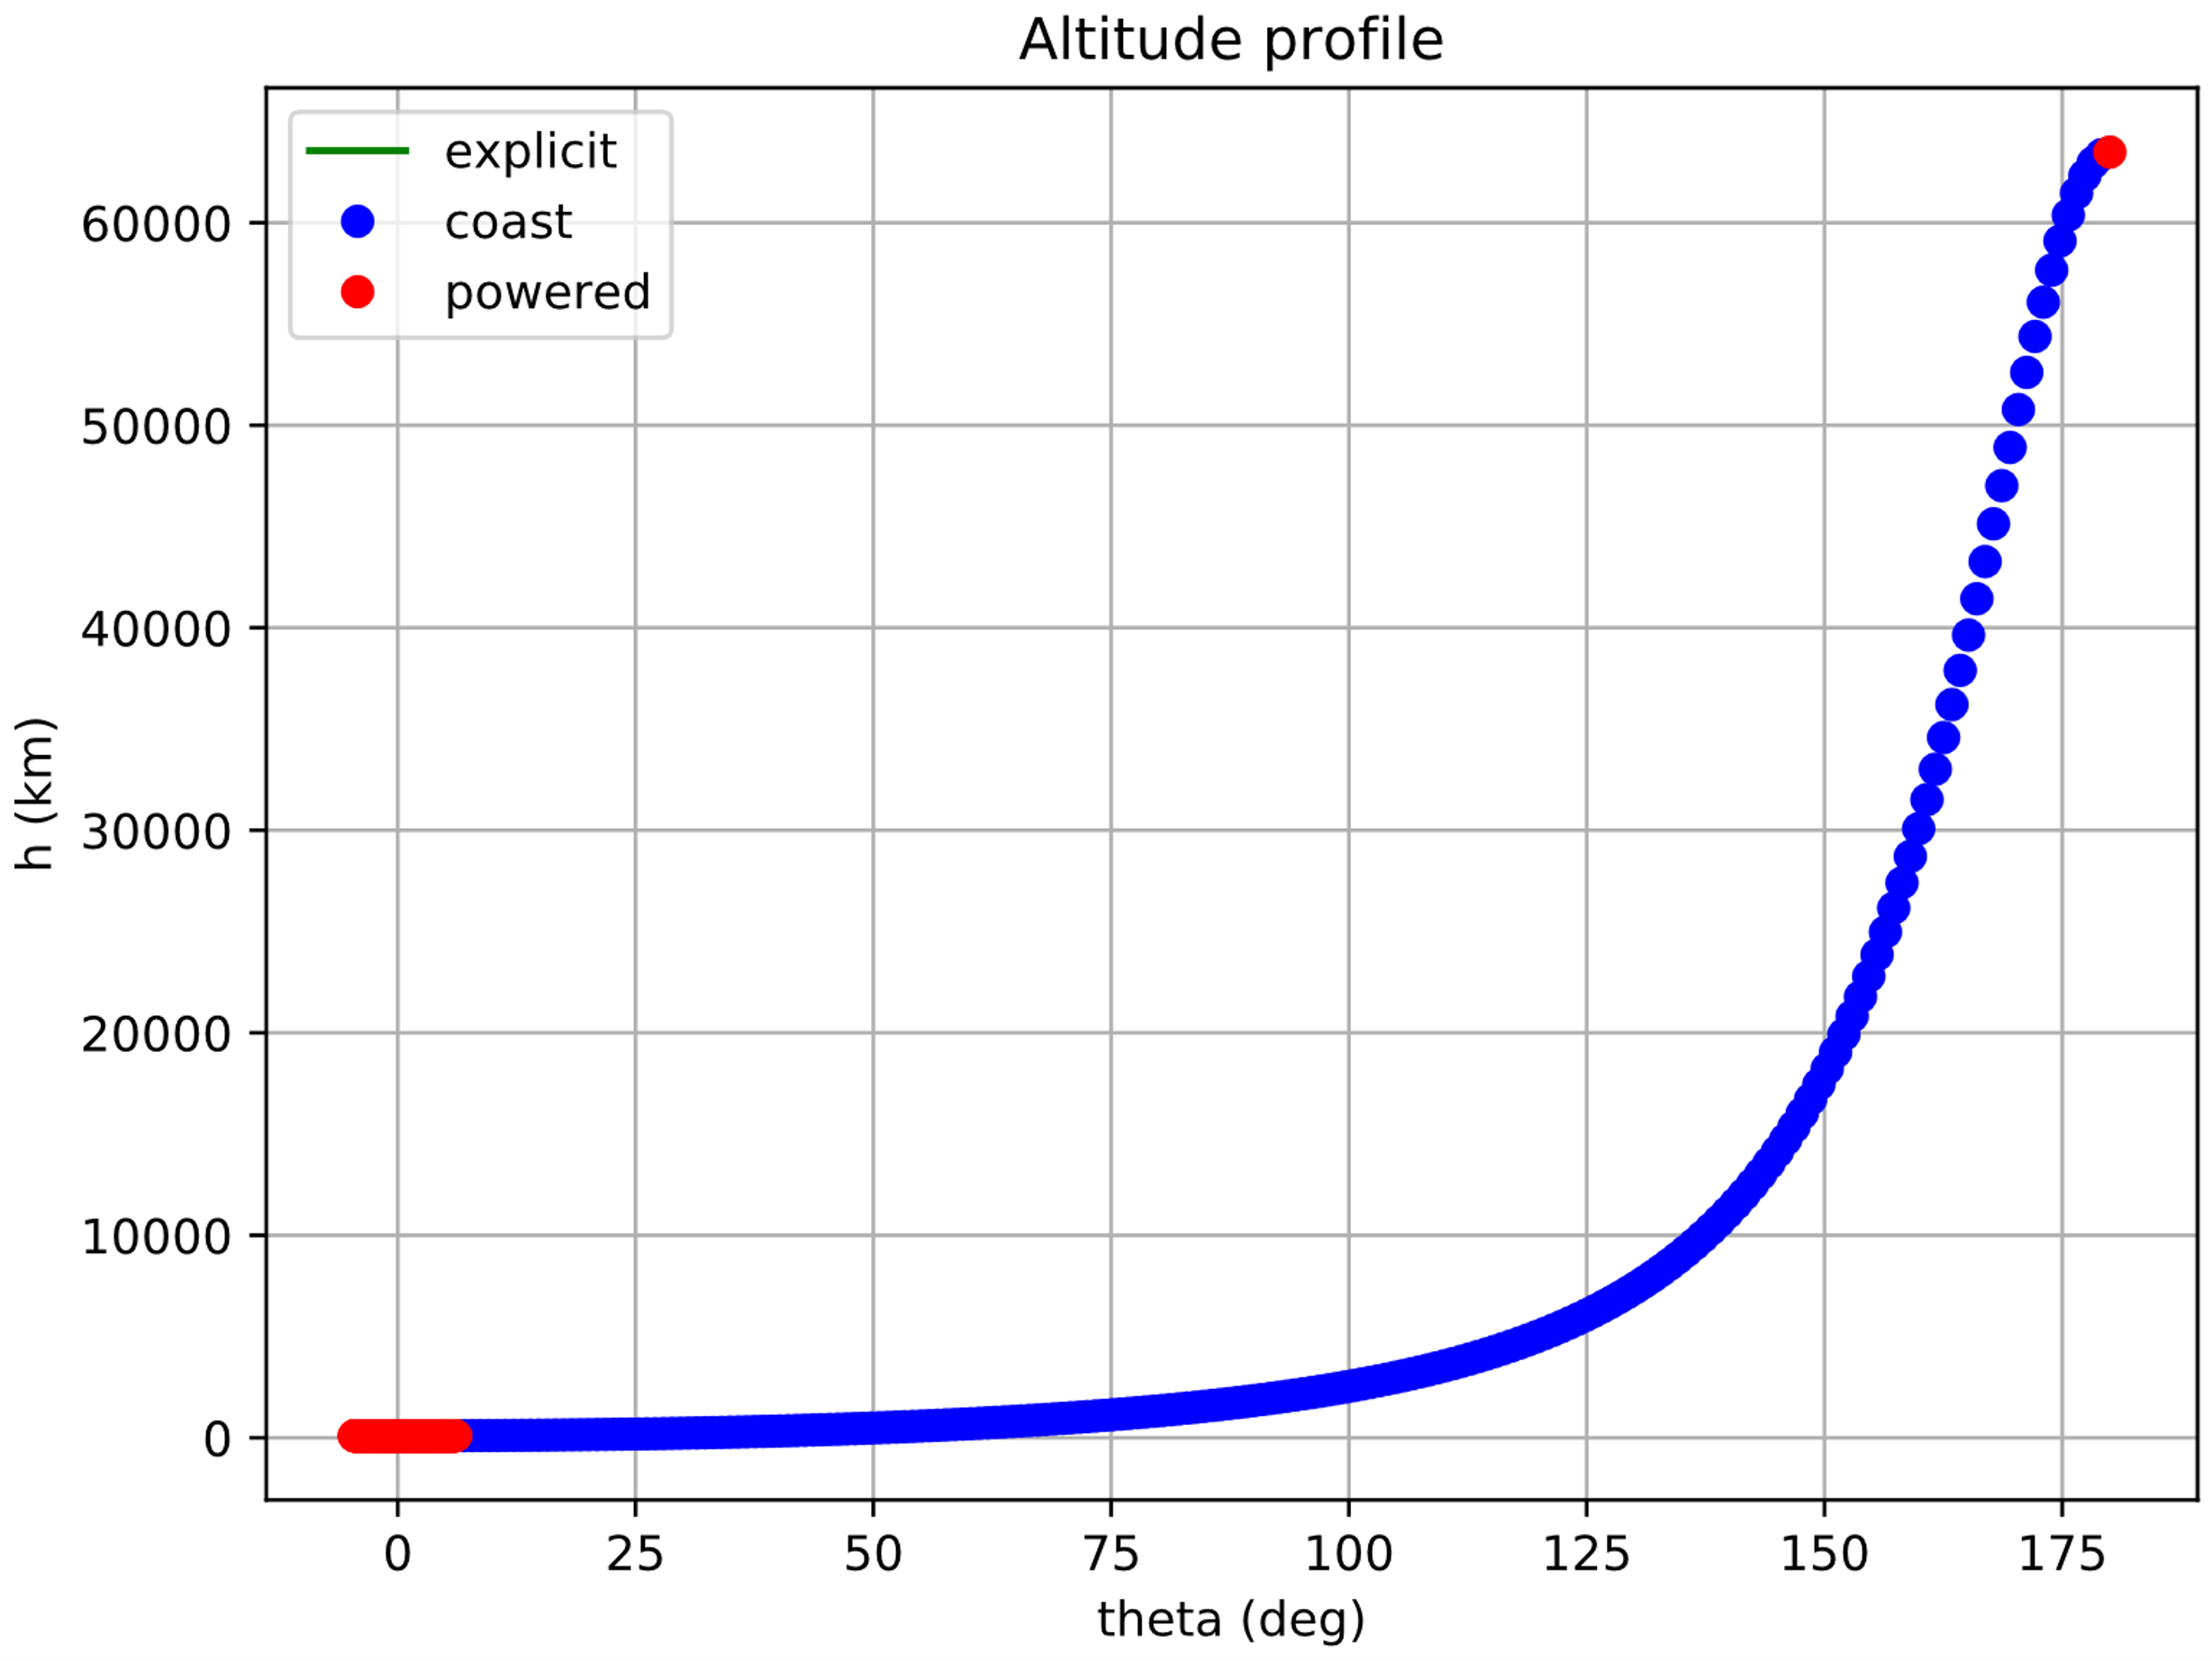 Altitude profile
explicit
coast
powered
60000
50000
40000
30000
20000
10000
0
h (km)
0 25 50 75 100 125 150 175
theta (deg)